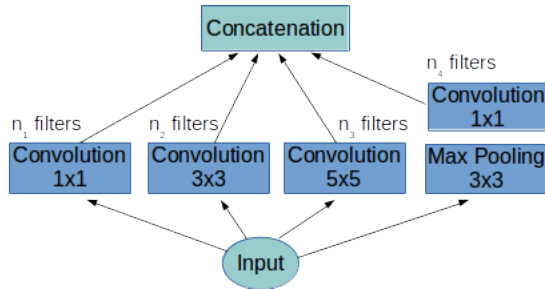 Concatenation
n₄ filters
Convolution
1x1
n₁ filters
n₂ filters
n₃ filters
Convolution
1x1
Convolution
3x3
Convolution
5x5
Max Pooling
3x3
Input